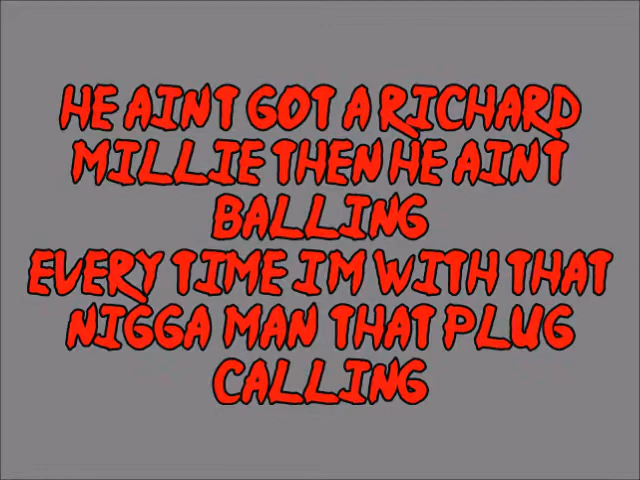 HE AINT GOT A RICHARD
MILLIE THEN HE AINT
BALLING
EVERY TIME IM WITH THAT
NIGGA MAN THAT PLUG
CALLING